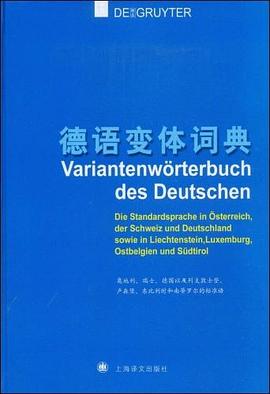 DE GRUYTER
德语变体词典
Variantenwörterbuch
des Deutschen
Die Standardsprache in Österreich,
der Schweiz und Deutschland
sowie in Liechtenstein,Luxemburg,
Ostbelgien und Südtirol
奥地利、瑞士、德国以及列支敦士登、
卢森堡、东比利时和南蒂罗尔的标准语
上海译文出版社